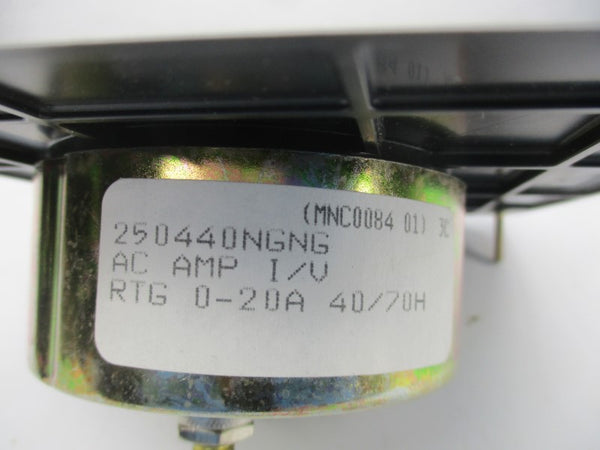 (MNC0084 01)
250440NGNG
AC AMP I/V
RTG 0-20A 40/70H